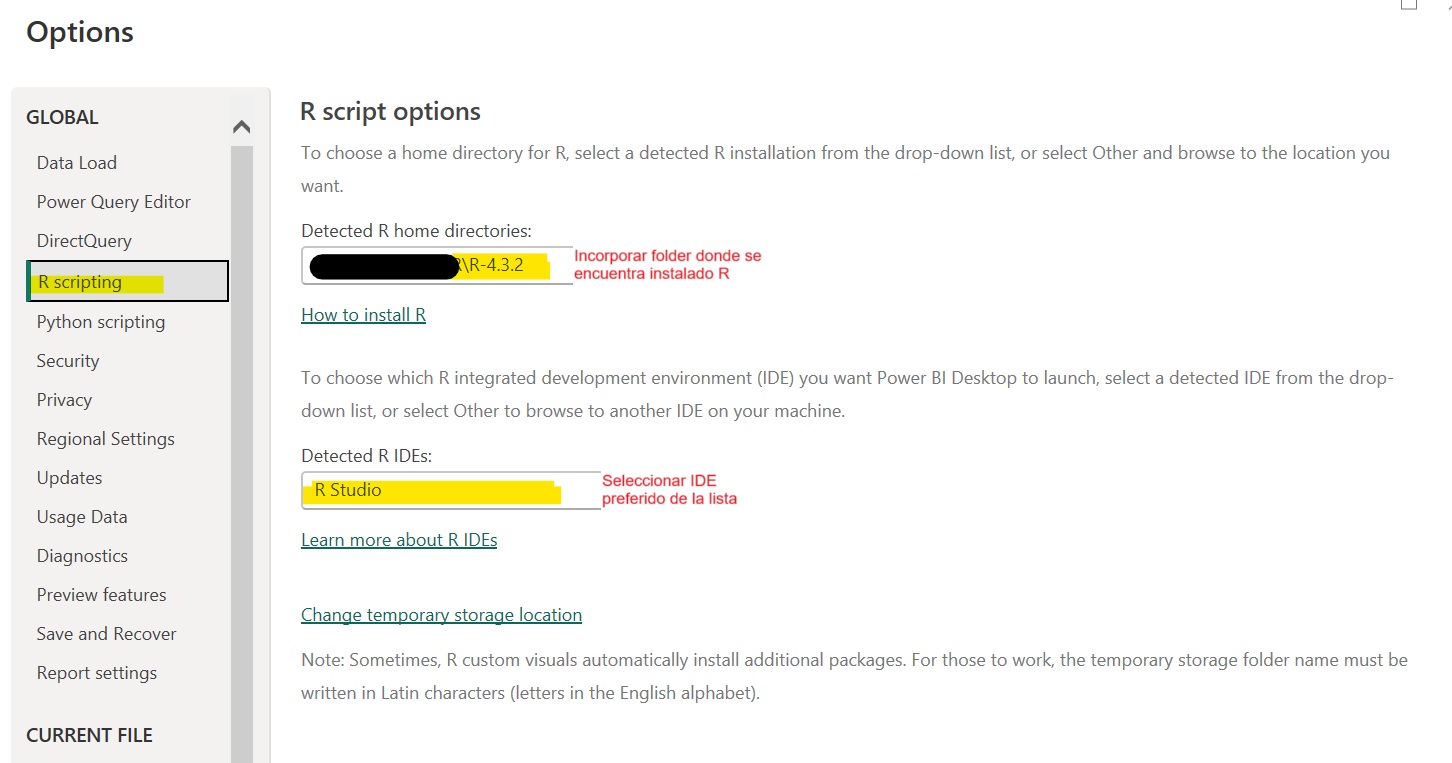 Options
GLOBAL
Data Load
Power Query Editor
DirectQuery
R scripting
Python scripting
Security
Privacy
Regional Settings
Updates
Usage Data
Diagnostics
Preview features
Save and Recover
Report settings
CURRENT FILE
R script options
To choose a home directory for R, select a detected R installation from the drop-down list, or select Other and browse to the location you
want.
Detected R home directories:
R\R-4.3.2
Incorporar folder donde se
encuentra instalado R
How to install R
To choose which R integrated development environment (IDE) you want Power BI Desktop to launch, select a detected IDE from the drop-
down list, or select Other to browse to another IDE on your machine.
Detected R IDEs:
R Studio
Seleccionar IDE
preferido de la lista
Learn more about R IDEs
Change temporary storage location
Note: Sometimes, R custom visuals automatically install additional packages. For those to work, the temporary storage folder name must be
written in Latin characters (letters in the English alphabet).